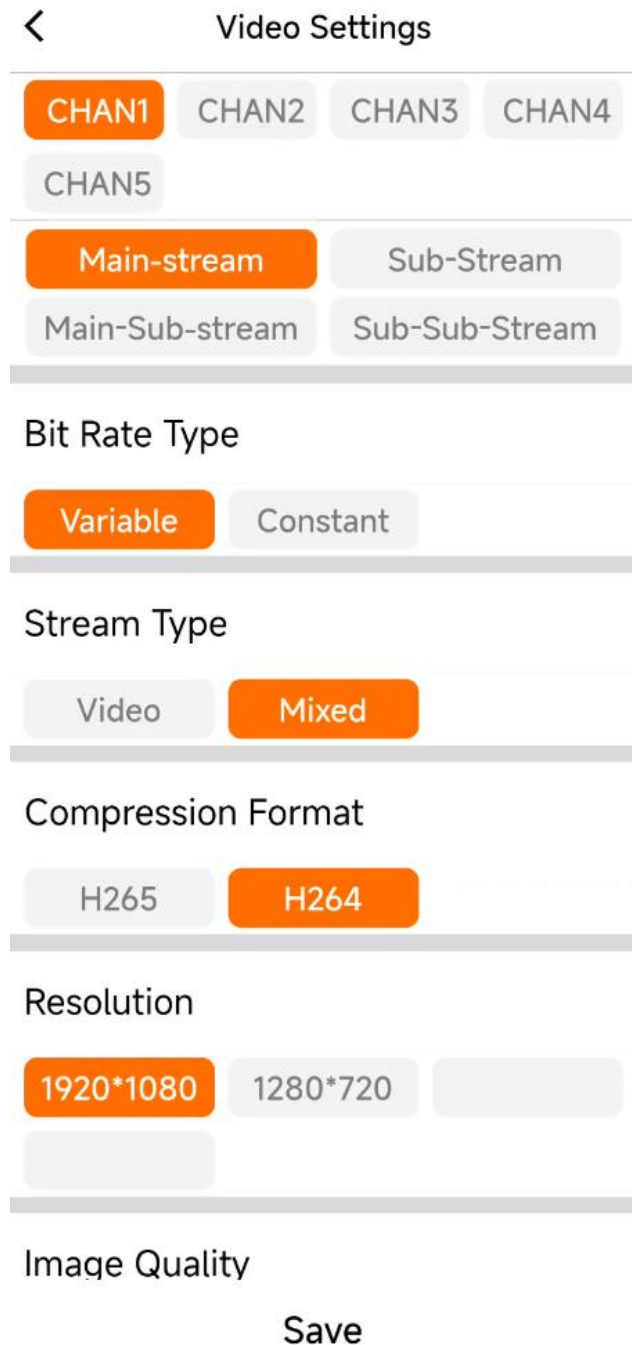 Video Settings
CHAN1 CHAN2 CHAN3 CHAN4
CHAN5
Main-stream Sub-Stream
Main-Sub-stream Sub-Sub-Stream
Bit Rate Type
Variable Constant
Stream Type
Video Mixed
Compression Format
H265 H264
Resolution
1920*1080 1280*720
Image Quality
Save